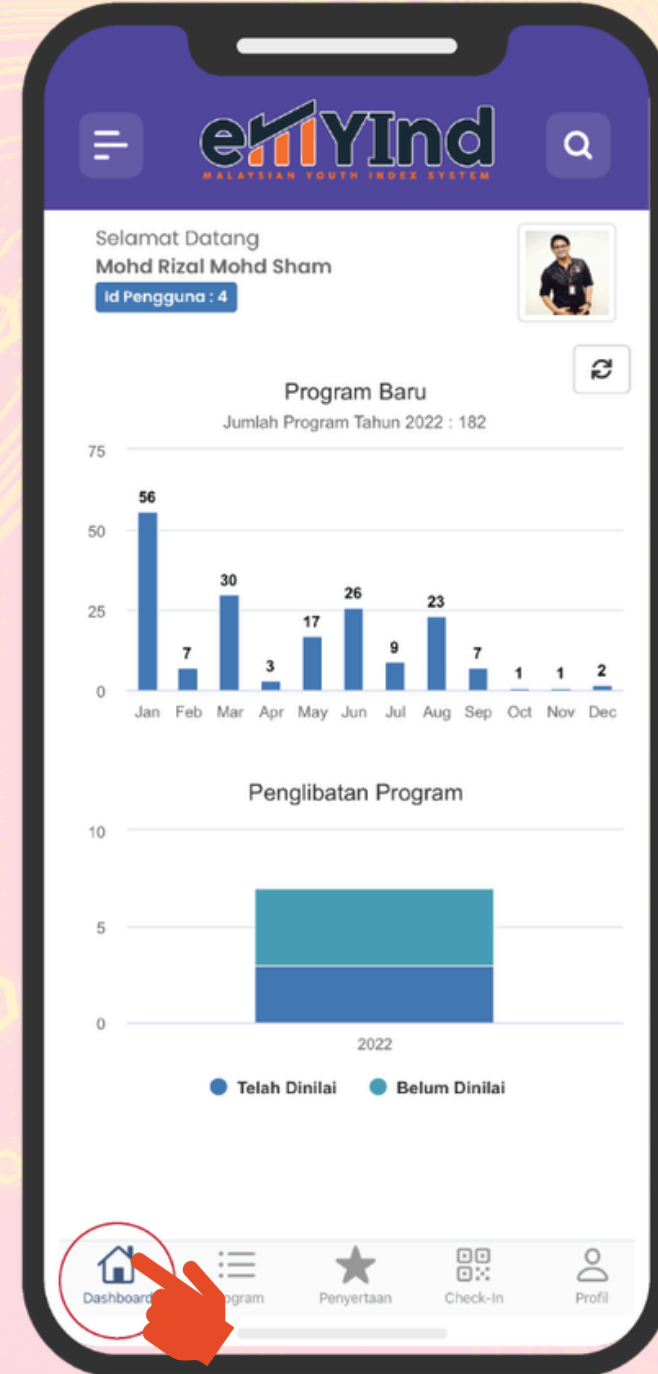 emYInd
MALAYSIAN YOUTH INDEX SYSTEM
Selamat Datang
Mohd Rizal Mohd Sham
Id Pengguna : 4
Program Baru
Jumlah Program Tahun 2022 : 182
75
50
25
0
56
7
30
3
17
26
9
23
7
1
1
2
Jan Feb Mar Apr May Jun Jul Aug Sep Oct Nov Dec
Penglibatan Program
10
5
0
2022
Telah Dinilai Belum Dinilai
Dashboard ogram Penyertaan Check-In Profil